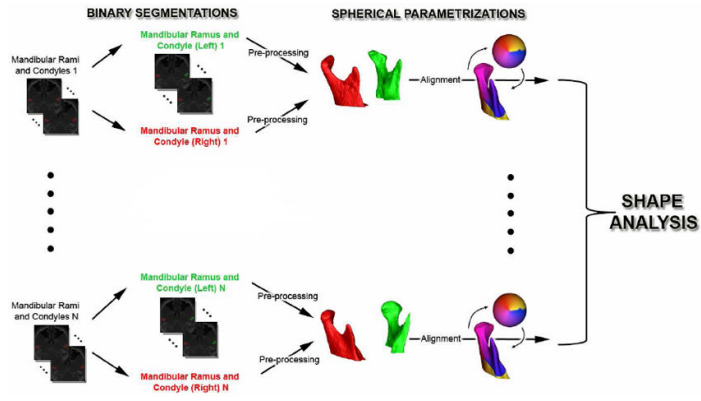 BINARY SEGMENTATIONS
SPHERICAL PARAMETRIZATIONS
Mandibular Rami
and Condyles 1
Mandibular Ramus and
Condyle (Left) 1
Mandibular Ramus and
Condyle (Right) 1
Pre-processing
Pre-processing
Alignment
SHAPE
ANALYSIS
Mandibular Rami
and Condyles N
Mandibular Ramus and
Condyle (Left) N
Mandibular Ramus and
Condyle (Right) N
Pre-processing
Pre-processing
Alignment